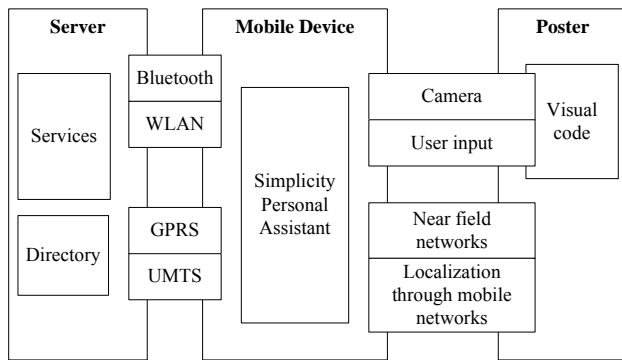 Server
Mobile Device
Poster
Bluetooth
WLAN
Services
GPRS
UMTS
Directory
Simplicity
Personal
Assistant
Camera
User input
Visual
code
Near field
networks
Localization
through mobile
networks